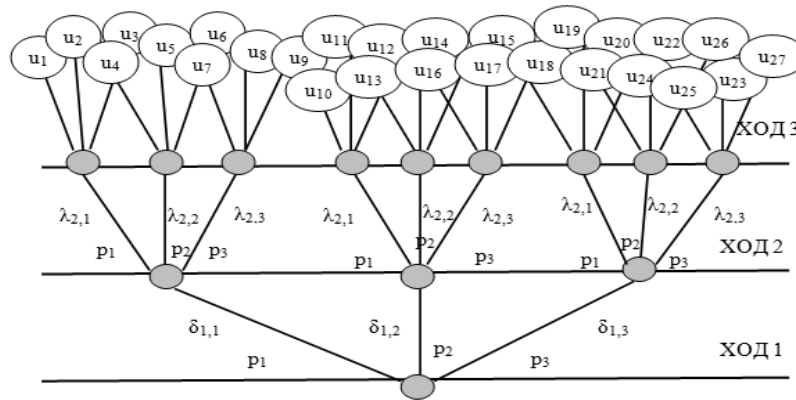 u1 u2 u3 u4 u5 u6 u7 u8 u9 u10 u11 u12 u13 u14 u15 u16 u17 u18 u19 u20 u21 u22 u23 u24 u25 u26 u27
ХОД 3
λ2,1 λ2,2 λ2,3 λ2,1 λ2,2 λ2,3 λ2,1 λ2,2 λ2,3
p1 p2 p3 p1 p2 p3 p1 p2 p3
ХОД 2
δ1,1 δ1,2 δ1,3
p1 p2 p3
ХОД 1